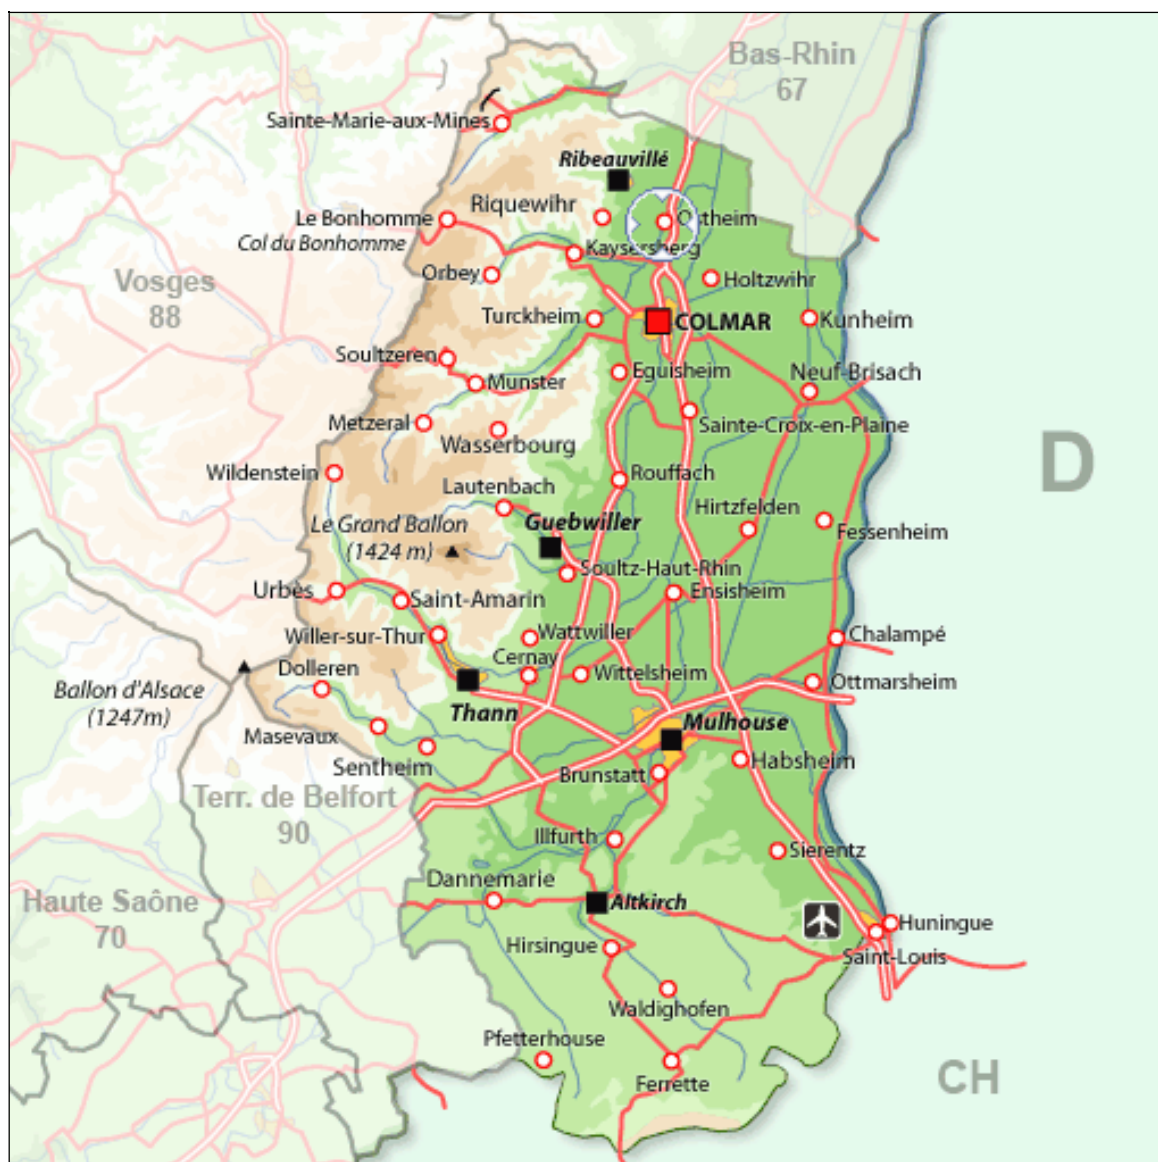 Bas-Rhin
67
Sainte-Marie-aux-Mines
Ribeauvillé
Riquewihr
Le Bonhomme
Ostheim
Col du Bonhomme
Kaysersberg
Orbey
Holtzwihr
Vosges
88
Turckheim
COLMAR
Kunheim
Soultzeren
Eguisheim
Neuf-Brisach
Munster
Metzeral
Sainte-Croix-en-Plaine
Wasserbourg
D
Wildenstein
Rouffach
Lautenbach
Hirtzfelden
Le Grand Ballon
(1424 m)
Guebwiller
Fessenheim
Soultz-Haut-Rhin
Urbès
Saint-Amarin
Ensisheim
Willer-sur-Thur
Wattwiller
Chalampé
Dolleren
Cernay
Wittelsheim
Ottmarsheim
Ballon d'Alsace
(1247m)
Thann
Mulhouse
Masevaux
Sentheim
Brunstatt
Habsheim
Terr. de Belfort
90
Illfurth
Sierentz
Dannemarie
Haute Saône
70
Altkirch
Huningue
Hirsingue
Saint-Louis
Waldighofen
Pfetterhouse
Ferrette
CH